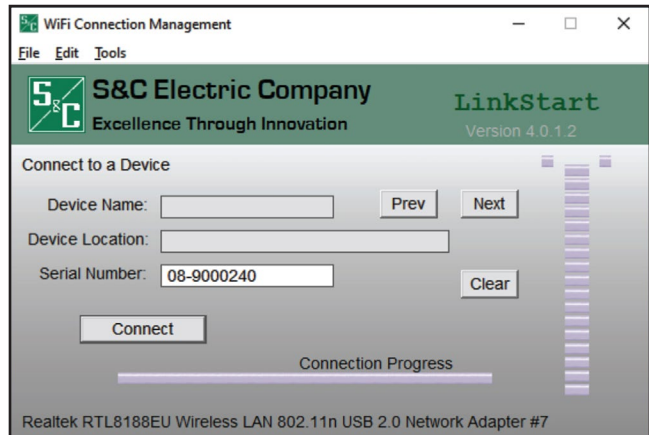 S&C WiFi Connection Management
File Edit Tools
S&C S&C Electric Company
Excellence Through Innovation
LinkStart
Version 4.0.1.2
Connect to a Device
Device Name: Prev Next
Device Location:
Serial Number: 08-9000240
Clear
Connect
Connection Progress
Realtek RTL8188EU Wireless LAN 802.11n USB 2.0 Network Adapter #7